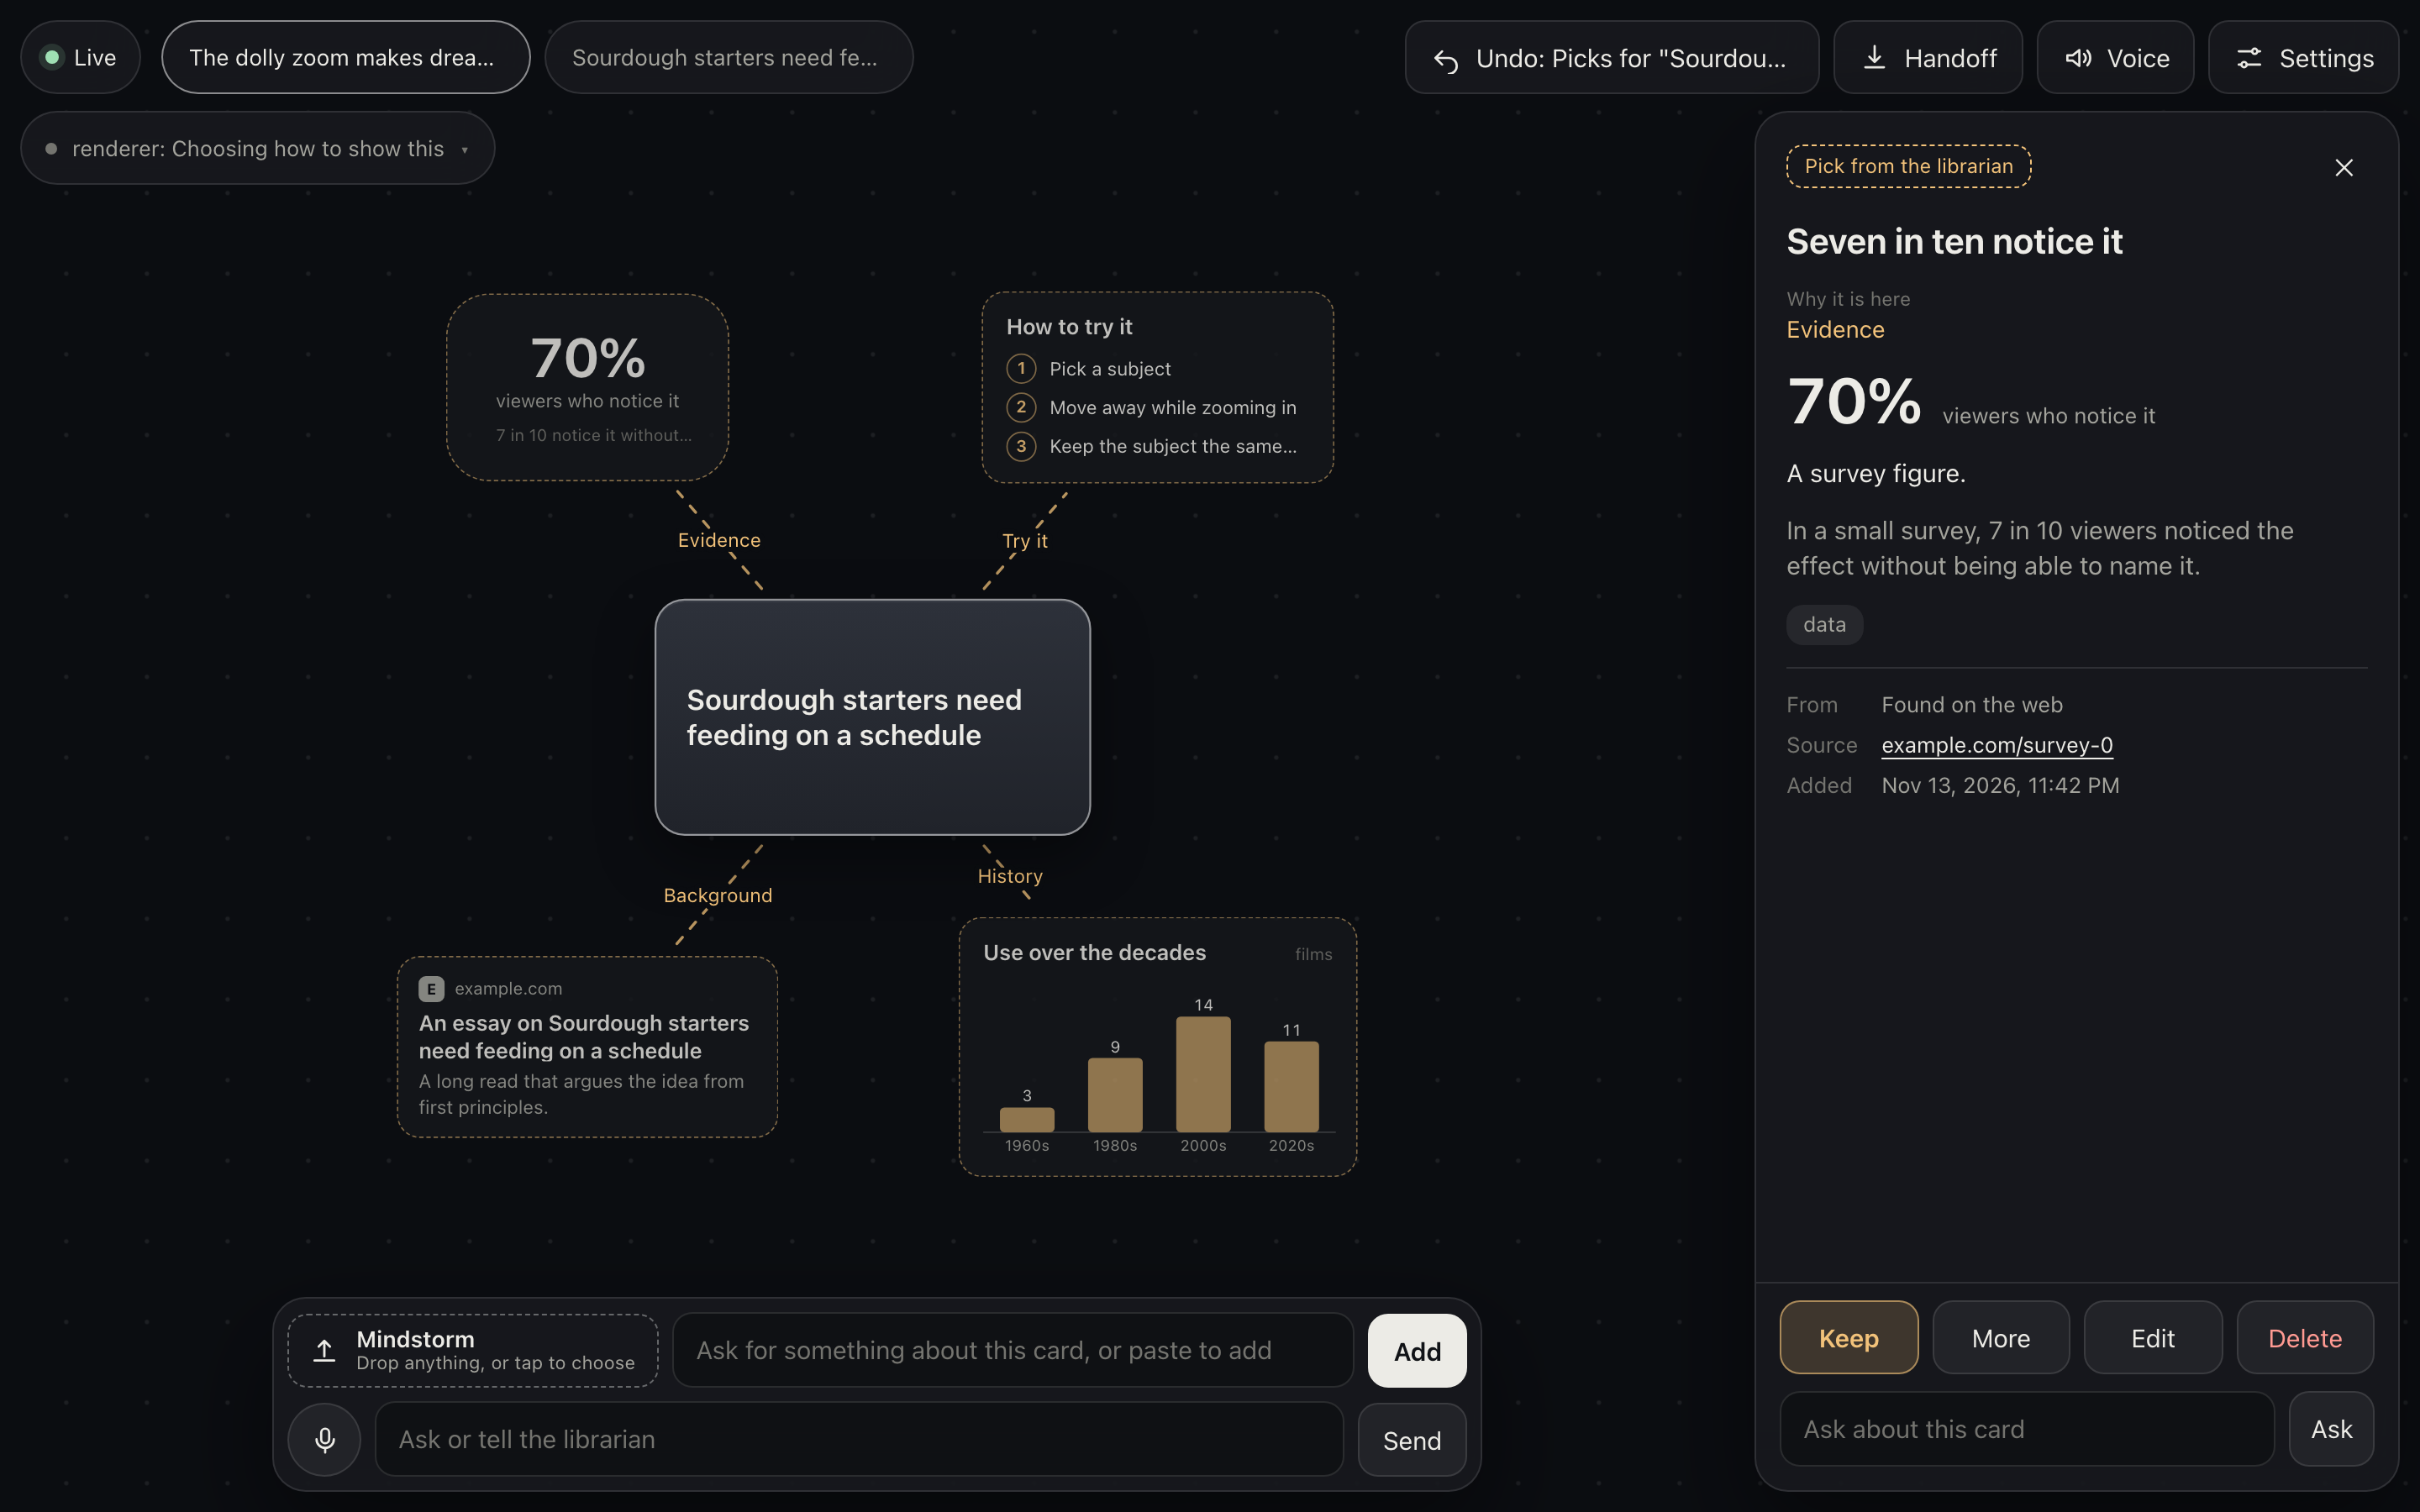 Live
The dolly zoom makes drea...
Sourdough starters need fe...
Undo: Picks for "Sourdou...
Handoff
Voice
Settings
renderer: Choosing how to show this
70%
viewers who notice it
7 in 10 notice it without...
How to try it
1 Pick a subject
2 Move away while zooming in
3 Keep the subject the same...
Evidence
Try it
Sourdough starters need
feeding on a schedule
Background
History
E example.com
An essay on Sourdough starters
need feeding on a schedule
A long read that argues the idea from
first principles.
Use over the decades films
14
11
9
3
1960s 1980s 2000s 2020s
Mindstorm
Drop anything, or tap to choose
Ask for something about this card, or paste to add
Add
Ask or tell the librarian
Send
Pick from the librarian
Seven in ten notice it
Why it is here
Evidence
70% viewers who notice it
A survey figure.
In a small survey, 7 in 10 viewers noticed the
effect without being able to name it.
data
From Found on the web
Source example.com/survey-0
Added Nov 13, 2026, 11:42 PM
Keep
More
Edit
Delete
Ask about this card
Ask